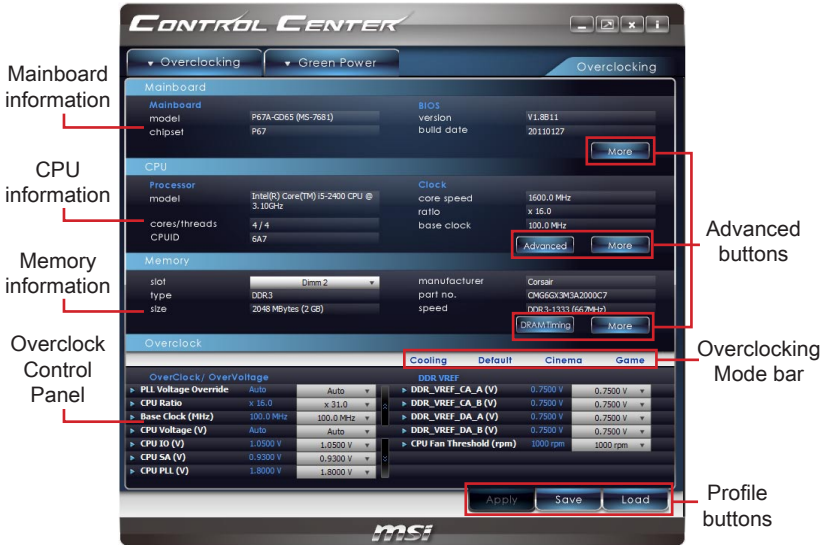 CONTROL CENTER
Overclocking
Green Power
Overclocking
Mainboard
Mainboard
model P67A-GD65 (MS-7681)
chipset P67
BIOS
version V1.8B11
build date 20110127
More
Mainboard
information
CPU
Processor
model Intel(R) Core(TM) i5-2400 CPU @
3.10GHz
cores/threads 4 / 4
CPUID 6A7
Clock
core speed 1600.0 MHz
ratio x 16.0
base clock 100.0 MHz
Advanced More
CPU
information
Advanced
buttons
Memory
slot Dimm 2
type DDR3
size 2048 MBytes (2 GB)
manufacturer Corsair
part no. CMG6GX3M3A2000C7
speed DDR3-1333 (667MHz)
DRAM Timing More
Memory
information
Overclock
Cooling Default Cinema Game
Overclocking
Mode bar
Overclock
Control
Panel
OverClock/ OverVoltage
PLL Voltage Override Auto Auto
CPU Ratio x 16.0 x 31.0
Base Clock (MHz) 100.0 MHz 100.0 MHz
CPU Voltage (V) Auto Auto
CPU IO (V) 1.0500 V 1.0500 V
CPU SA (V) 0.9300 V 0.9300 V
CPU PLL (V) 1.8000 V 1.8000 V
DDR VREF
DDR_VREF_CA_A (V) 0.7500 V 0.7500 V
DDR_VREF_CA_B (V) 0.7500 V 0.7500 V
DDR_VREF_DA_A (V) 0.7500 V 0.7500 V
DDR_VREF_DA_B (V) 0.7500 V 0.7500 V
CPU Fan Threshold (rpm) 1000 rpm 1000 rpm
Apply Save Load
Profile
buttons
msi